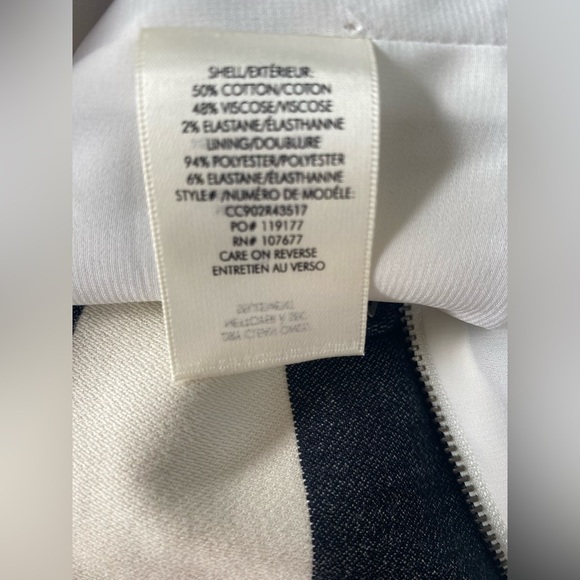 SHELL/EXTÉRIEUR:
50% COTTON/COTON
48% VISCOSE/VISCOSE
2% ELASTANE/ÉLASTHANNE
LINING/DOUBLURE
94% POLYESTER/POLYESTER
6% ELASTANE/ÉLASTHANNE
STYLE# /NUMÉRO DE MODÈLE:
CC902R43517
PO# 119177
RN# 107677
CARE ON REVERSE
ENTRETIEN AU VERSO